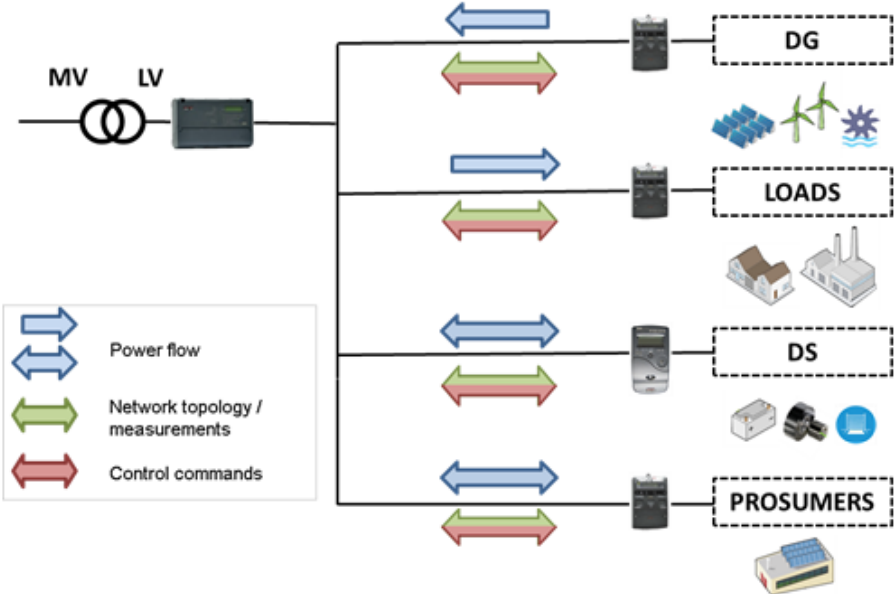 MV LV
DG
LOADS
DS
PROSUMERS
Power flow
Network topology /
measurements
Control commands